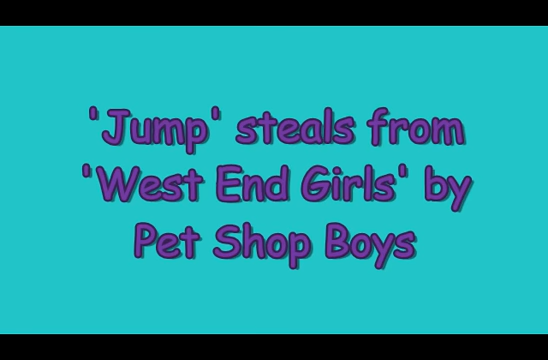 'Jump' steals from
'West End Girls' by
Pet Shop Boys